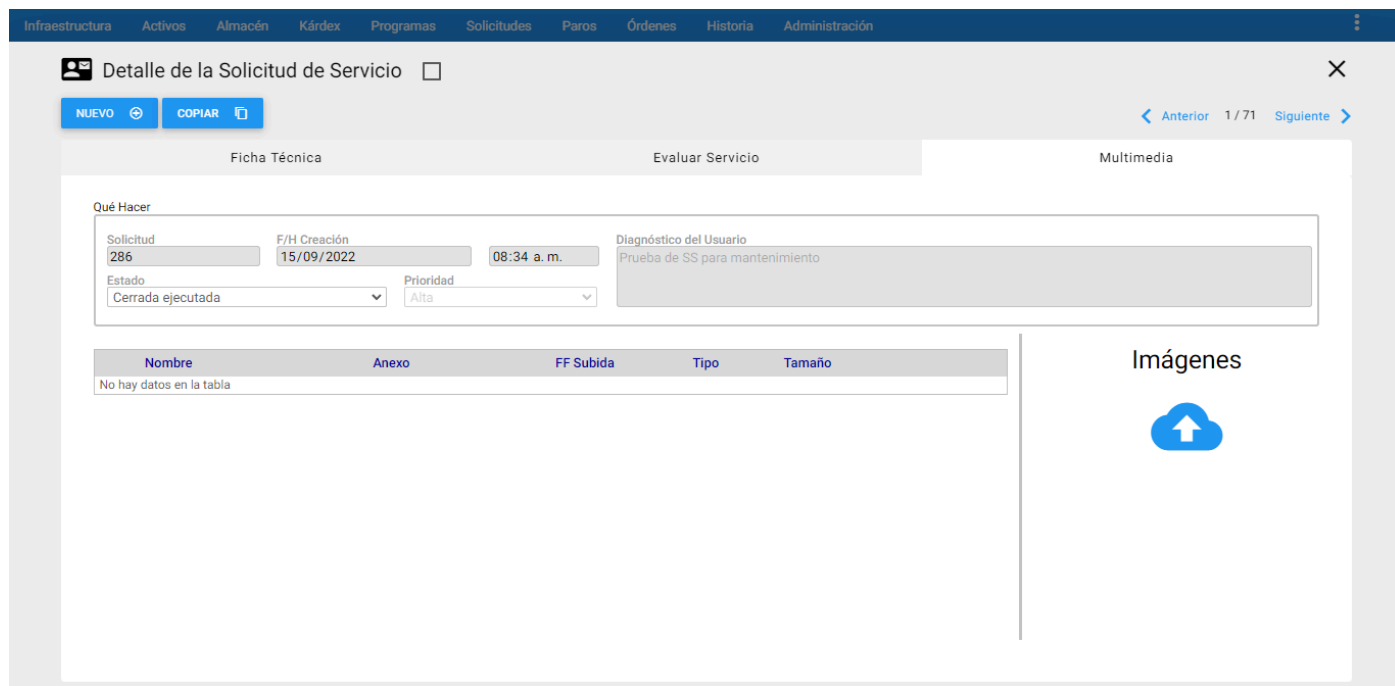 Infraestructura Activos Almacén Kárdex Programas Solicitudes Paros Órdenes Historia Administración
Detalle de la Solicitud de Servicio
NUEVO COPIAR Anterior 1 / 71 Siguiente
Ficha Técnica Evaluar Servicio Multimedia
Qué Hacer
Solicitud F/H Creación Diagnóstico del Usuario
286 15/09/2022 08:34 a. m. Prueba de SS para mantenimiento
Estado Prioridad
Cerrada ejecutada Alta
Nombre Anexo FF Subida Tipo Tamaño Imágenes
No hay datos en la tabla